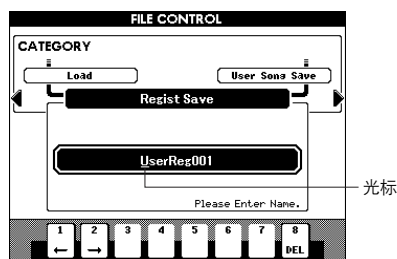 FILE CONTROL
CATEGORY
Load
User Song Save
Regist Save
UserReg001
光标
Please Enter Name.
1 2 3 4 5 6 7 8
← → DEL